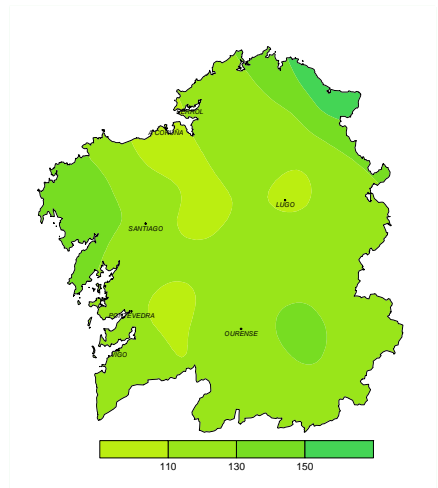 FERROL
A CORUÑA
LUGO
SANTIAGO
PONTEVEDRA
OURENSE
VIGO
110 130 150